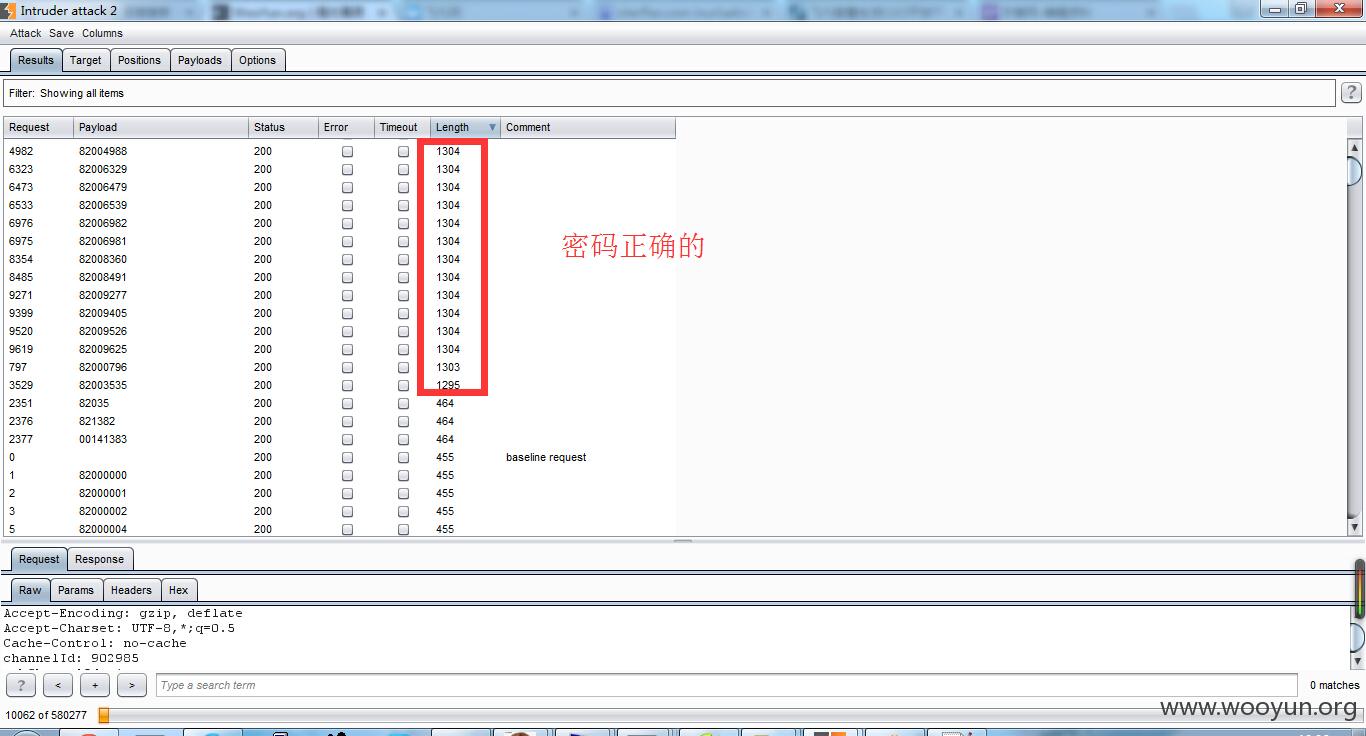 Intruder attack 2
Attack Save Columns
Results Target Positions Payloads Options
Filter: Showing all items ?
Request Payload Status Error Timeout Length Comment
4982 82004988 200 1304
6323 82006329 200 1304
6473 82006479 200 1304
6533 82006539 200 1304
6976 82006982 200 1304
6975 82006981 200 1304
密码正确的
8354 82008360 200 1304
8485 82008491 200 1304
9271 82009277 200 1304
9399 82009405 200 1304
9520 82009526 200 1304
9619 82009625 200 1304
797 82000796 200 1303
3529 82003535 200 1295
2351 82035 200 464
2376 821382 200 464
2377 00141383 200 464
0 200 455 baseline request
1 82000000 200 455
2 82000001 200 455
3 82000002 200 455
5 82000004 200 455
Request Response
Raw Params Headers Hex
Accept-Encoding: gzip, deflate
Accept-Charset: UTF-8,*;q=0.5
Cache-Control: no-cache
channelId: 902985
? < + > Type a search term 0 matches
10062 of 580277
www.wooyun.org